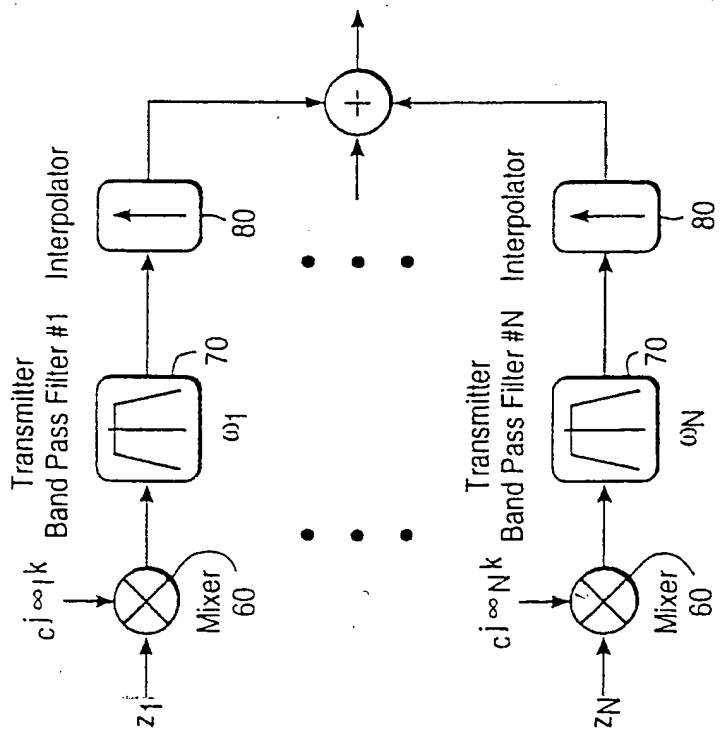 Transmitter
Band Pass Filter #1
Interpolator
c^j∞1^k
z1
Mixer
60
70
ω1
80
+
Transmitter
Band Pass Filter #N
Interpolator
c^j∞N^k
zN
Mixer
60
70
ωN
80